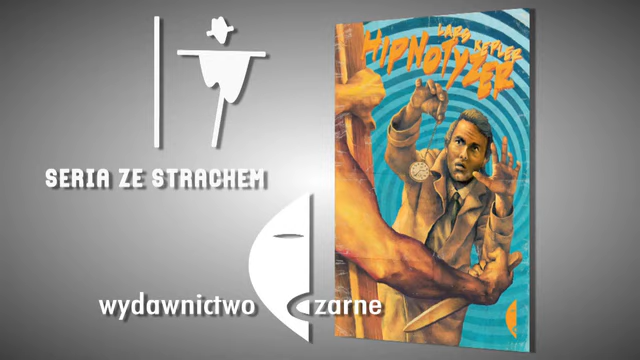 LARS KEPLER
HIPNOTYZER
SERIA ZE STRACHEM
wydawnictwo czarne